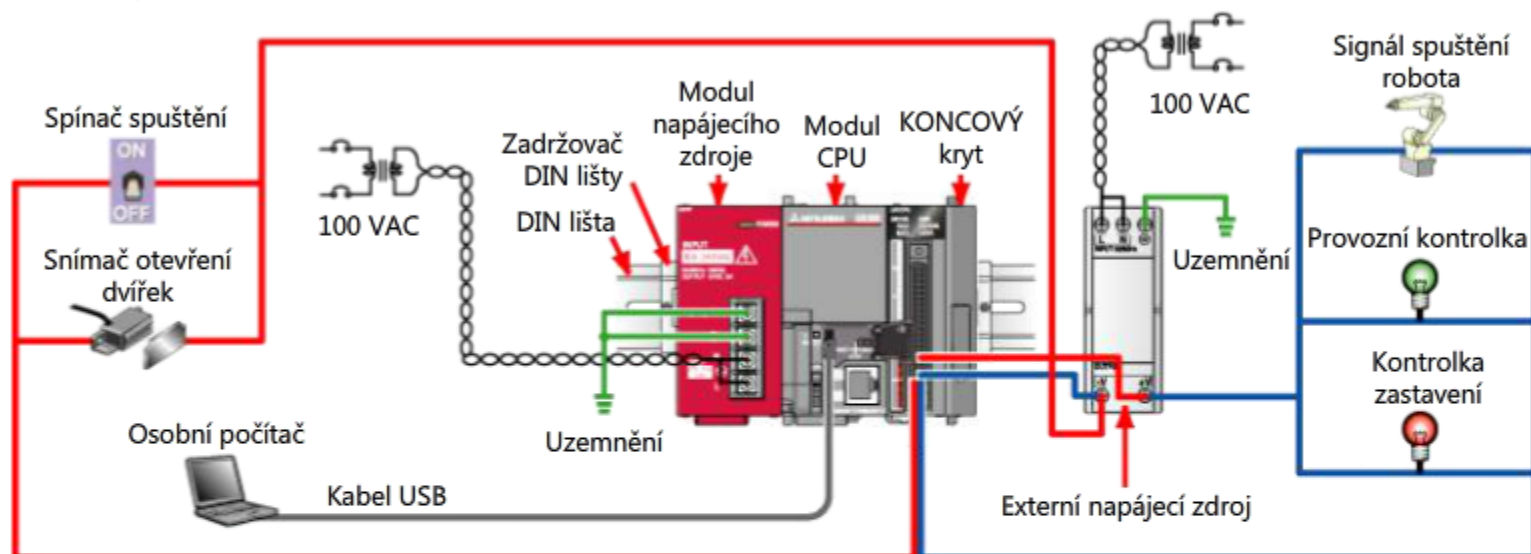 Spínač spuštění
ON
OFF
Snímač otevření
dvířek
100 VAC
Zadržovač
DIN lišty
DIN lišta
Modul
napájecího
zdroje
Modul
CPU
KONCOVÝ
kryt
100 VAC
Signál spuštění
robota
INPUT
MITSUBISHI
L N
Uzemnění
Provozní kontrolka
Kontrolka
zastavení
+V
Uzemnění
Osobní počítač
Kabel USB
Externí napájecí zdroj